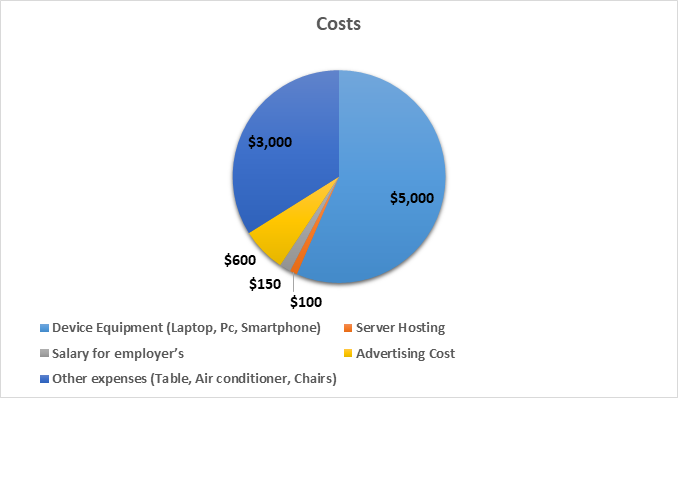 Costs
$3,000
$5,000
$600
$150
$100
Device Equipment (Laptop, Pc, Smartphone)
Server Hosting
Salary for employer’s
Advertising Cost
Other expenses (Table, Air conditioner, Chairs)